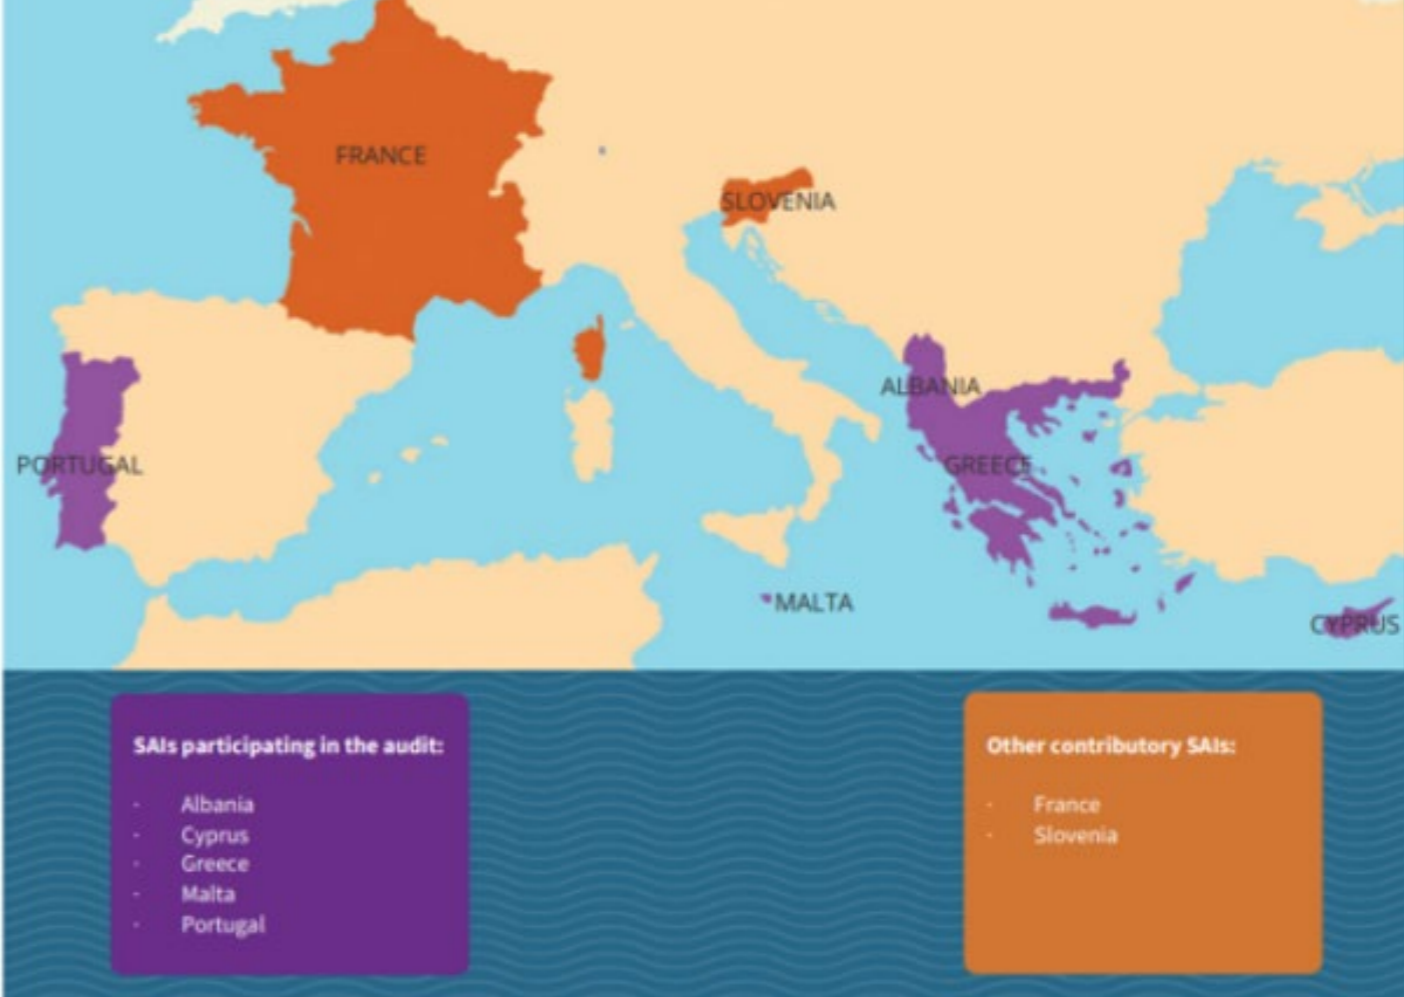 FRANCE
SLOVENIA
ALBANIA
PORTUGAL
GREECE
MALTA
CYPRUS
SAIs participating in the audit:
- Albania
- Cyprus
- Greece
- Malta
- Portugal
Other contributory SAIs:
- France
- Slovenia